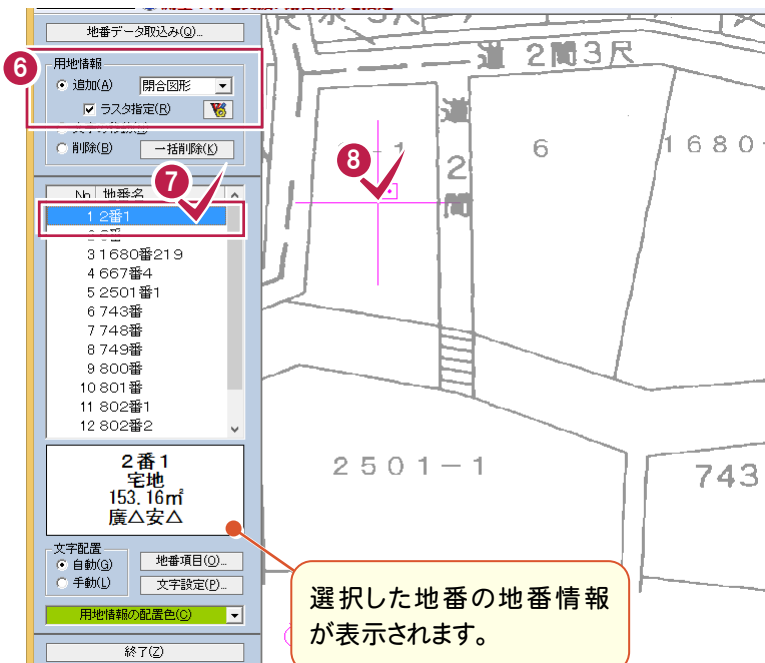 地番データ取込み(Q)...
用地情報
追加(A) 閉合図形
ラスタ指定(R)
削除(B) 一括削除(K)
No 地番名
1 2番1
3 1680番219
4 667番4
5 2501番1
6 743番
7 748番
8 749番
9 800番
10 801番
11 802番1
12 802番2
2番1
宅地
153.16㎡
廣△安△
文字配置
自動(G) 地番項目(O)...
手動(L) 文字設定(P)...
用地情報の配置色(C)
終了(Z)
6
7
8
道 2間3尺
道2間
6
1680-
2501-1
743
選択した地番の地番情報
が表示されます。